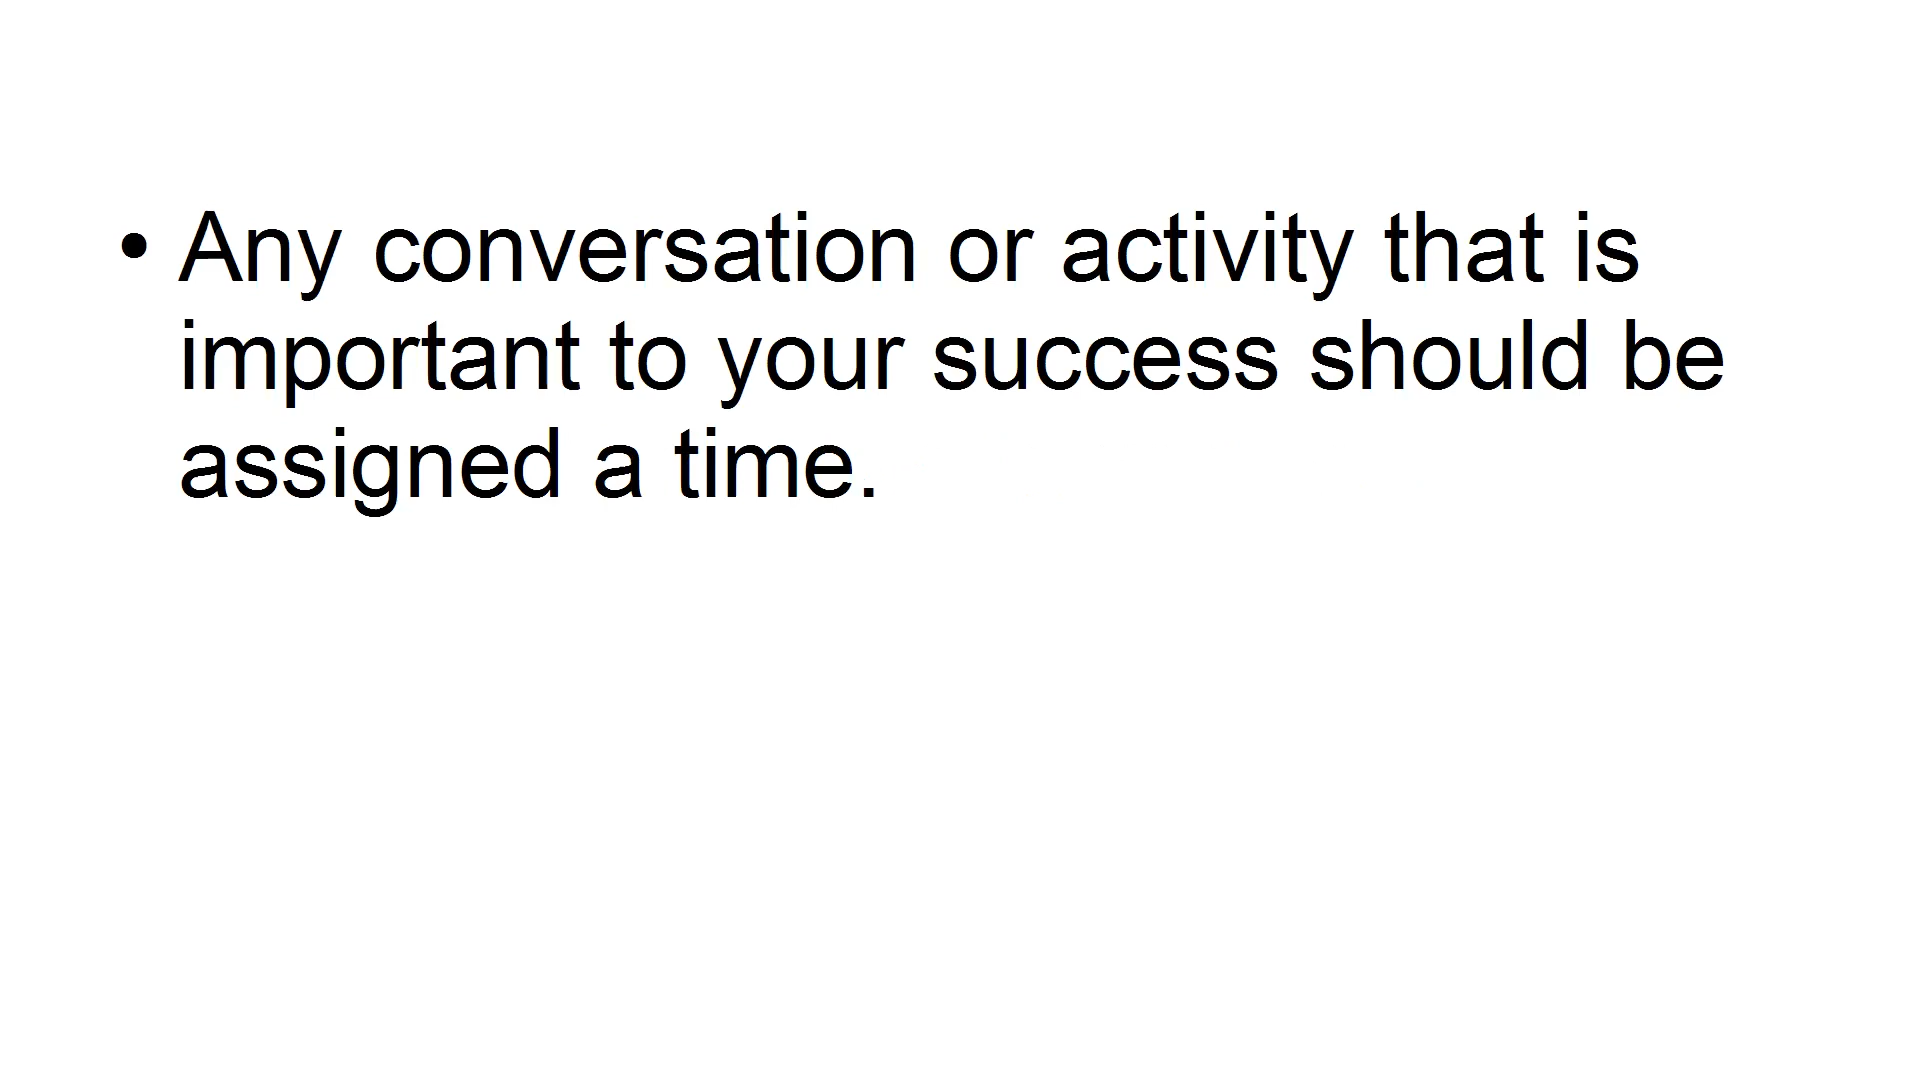 • Any conversation or activity that is
important to your success should be
assigned a time.